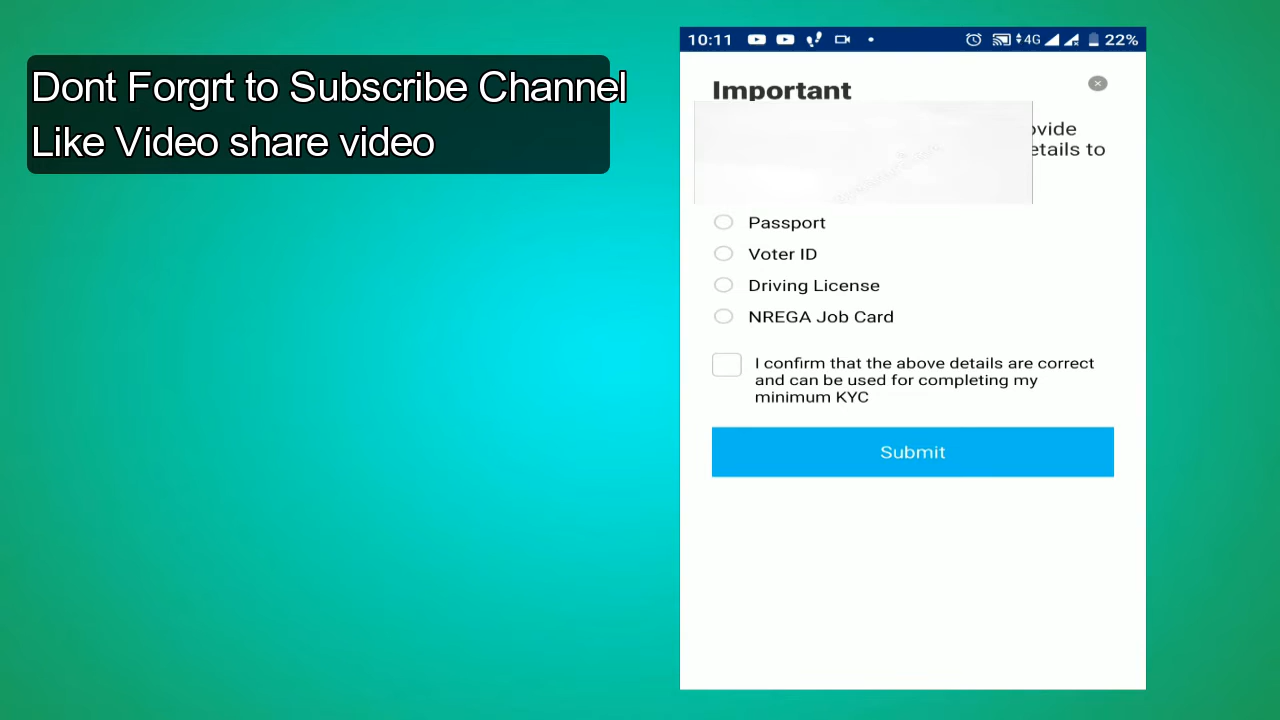 Dont Forgrt to Subscribe Channel
Like Video share video
10:11
4G
22%
Important
ovide
etails to
Passport
Voter ID
Driving License
NREGA Job Card
I confirm that the above details are correct
and can be used for completing my
minimum KYC
Submit